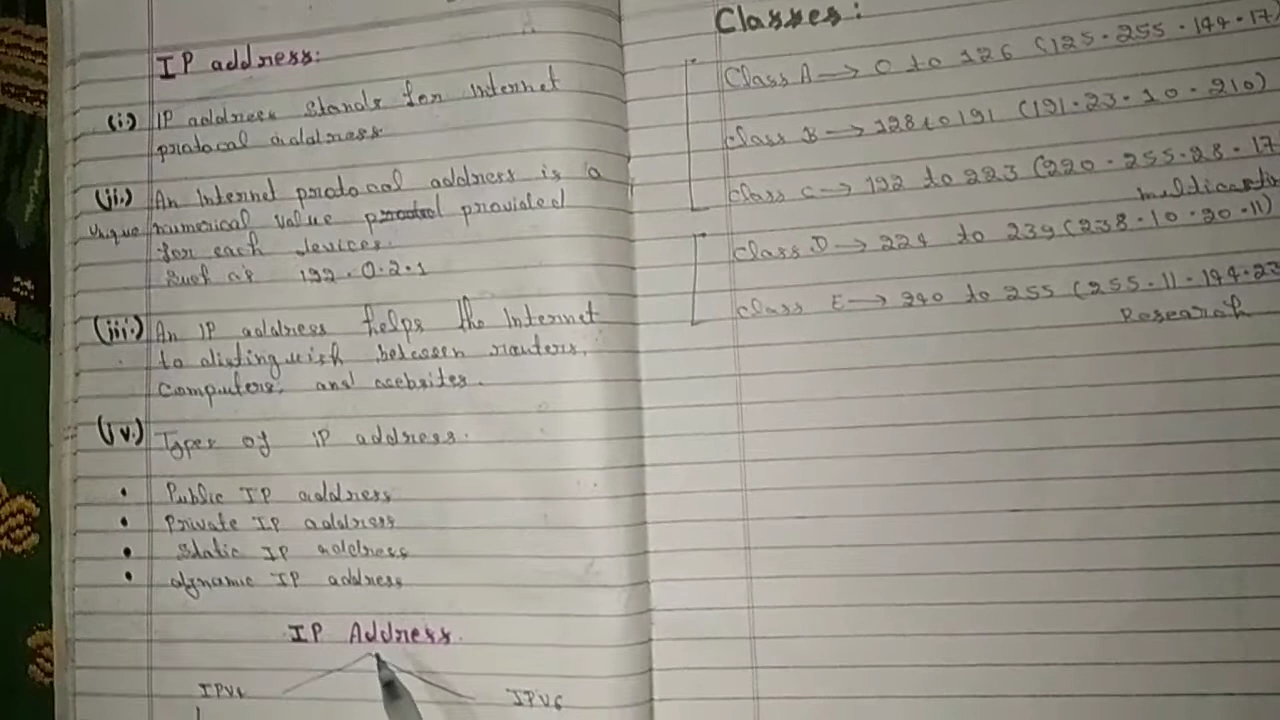 IP address:
(i.) IP address stands for Internet
protocal address
(ii.) An Internet protocal address is a
unique numerical value provided
for each devices.
Such as 192.0.2.1
(iii.) An IP address helps the Internet
to distinguish between routers,
computers, and websites.
(iv.) Types of IP address.
• Public IP address
• Private IP address
• Static IP address
• dynamic IP address
IP Address
IPV4 IPV6
Classes:
Class A → 0 to 126 (125.255.144.17)
Class B → 128 to 191 (191.23.10.210)
Class C → 192 to 223 (220.255.28.17
multicastin
Class D → 224 to 239 (238.10.20.11)
Class E → 240 to 255 (255.11.144.23
Research